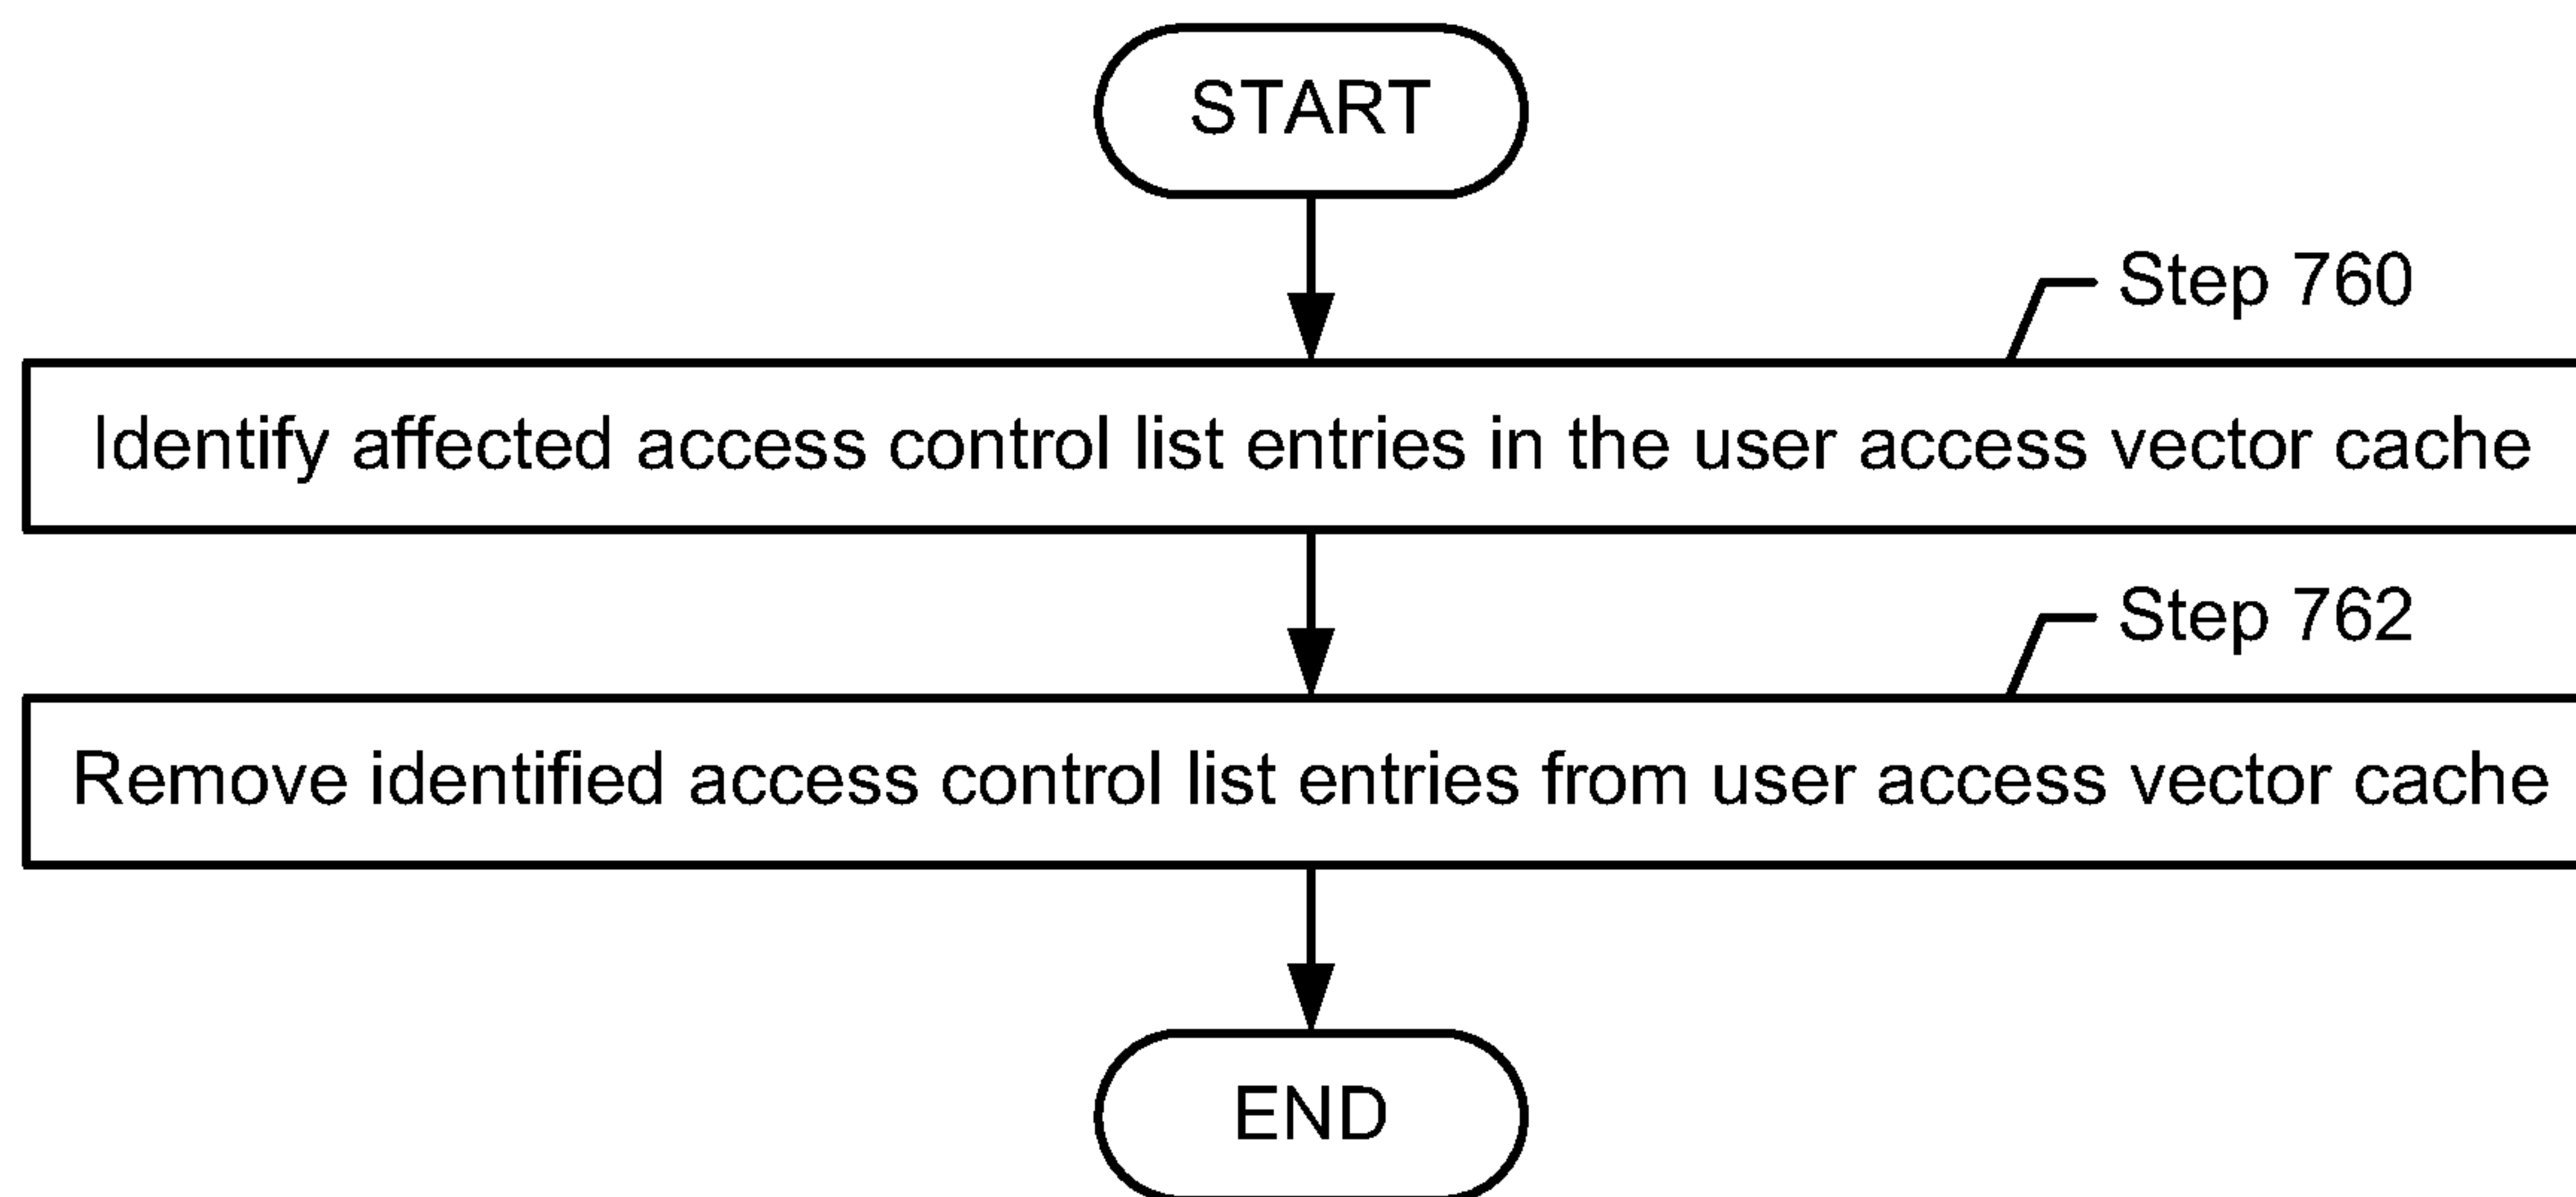 START
Step 760
Identify affected access control list entries in the user access vector cache
Step 762
Remove identified access control list entries from user access vector cache
END